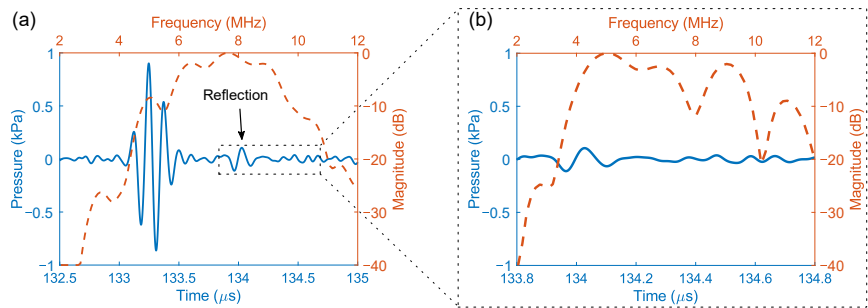 (a)
Frequency (MHz)
2 4 6 8 10 12
1 0.5 0 −0.5 −1
Pressure (kPa)
Reflection
0 −10 −20 −30 −40
Magnitude (dB)
132.5 133 133.5 134 134.5 135
Time (μs)
(b)
Frequency (MHz)
2 4 6 8 10 12
1 0.5 0 −0.5 −1
Pressure (kPa)
0 −10 −20 −30 −40
Magnitude (dB)
133.8 134 134.2 134.4 134.6 134.8
Time (μs)